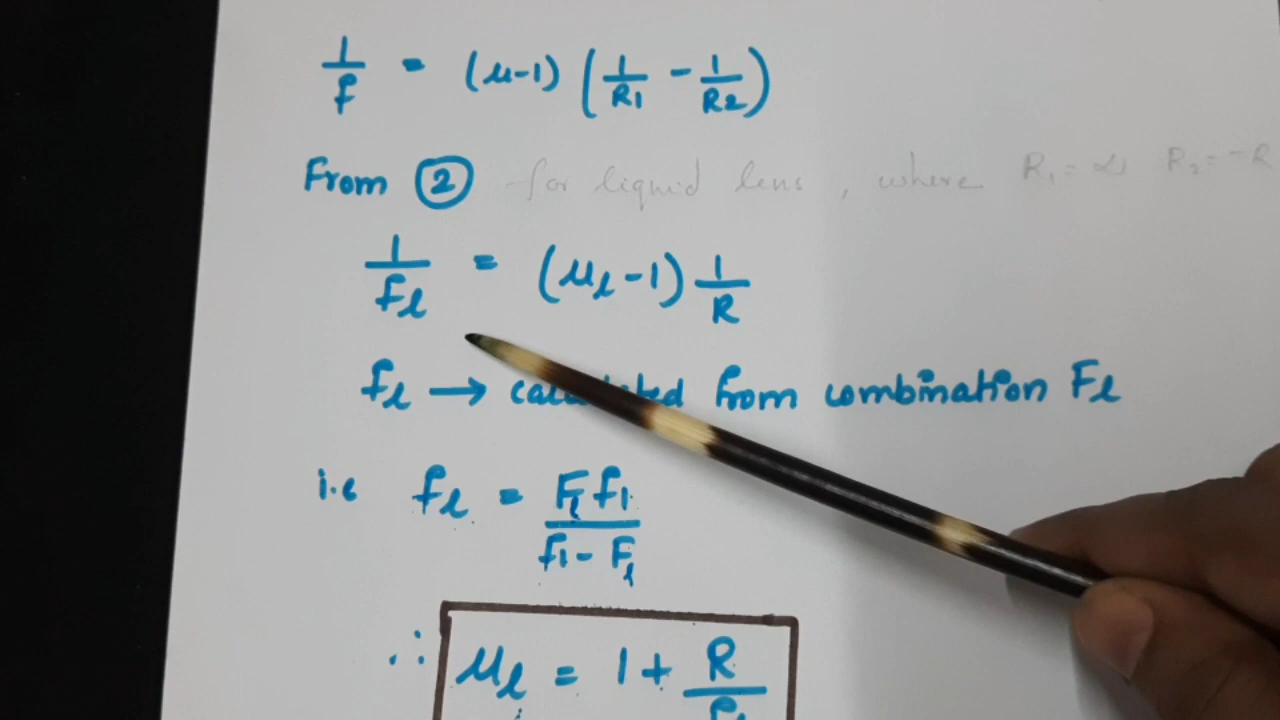 1/f = (μ-1) (1/R1 - 1/R2)
From ② for liquid lens, where R₁ = ∞ R₂ = -R
1/fℓ = (μℓ-1) 1/R
fℓ → from combination Fℓ
i.e fℓ = Fℓ f1 / f1 - Fℓ
∴ μℓ = 1 + R/fℓ